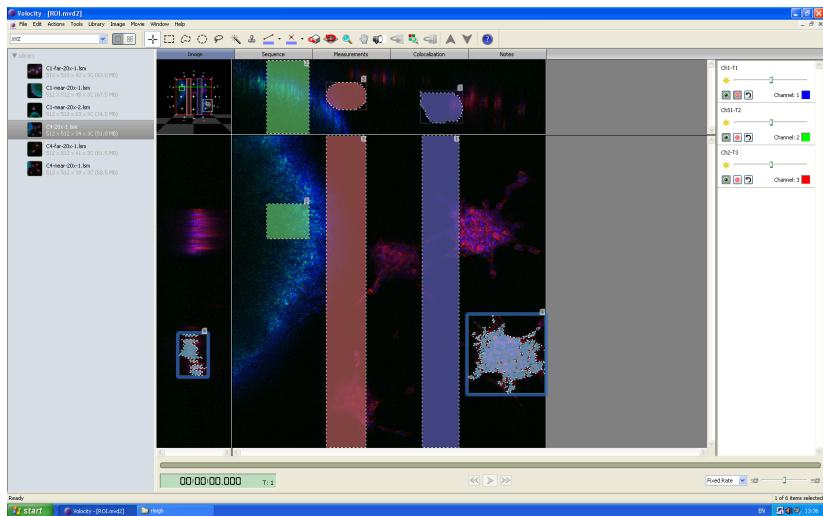 Volocity - [ROI.mvd2]
File Edit Actions Tools Library Image Movie Window Help
XYZ
Image Sequence Measurements Colocalization Notes
Library
C1-far-20x-1.lsm
C1-near-20x-1.lsm
C1-near-20x-2.lsm
C4-20x-1.lsm
C4-far-20x-1.lsm
C4-near-20x-1.lsm
Ch1-T1
Channel: 1
ChS1-T2
Channel: 2
Ch2-T3
Channel: 3
00:00:00.000 T: 1
Fixed Rate
Ready
1 of 6 items selected
start
Volocity - [ROI.mvd2]
rleigh
EN
13:36